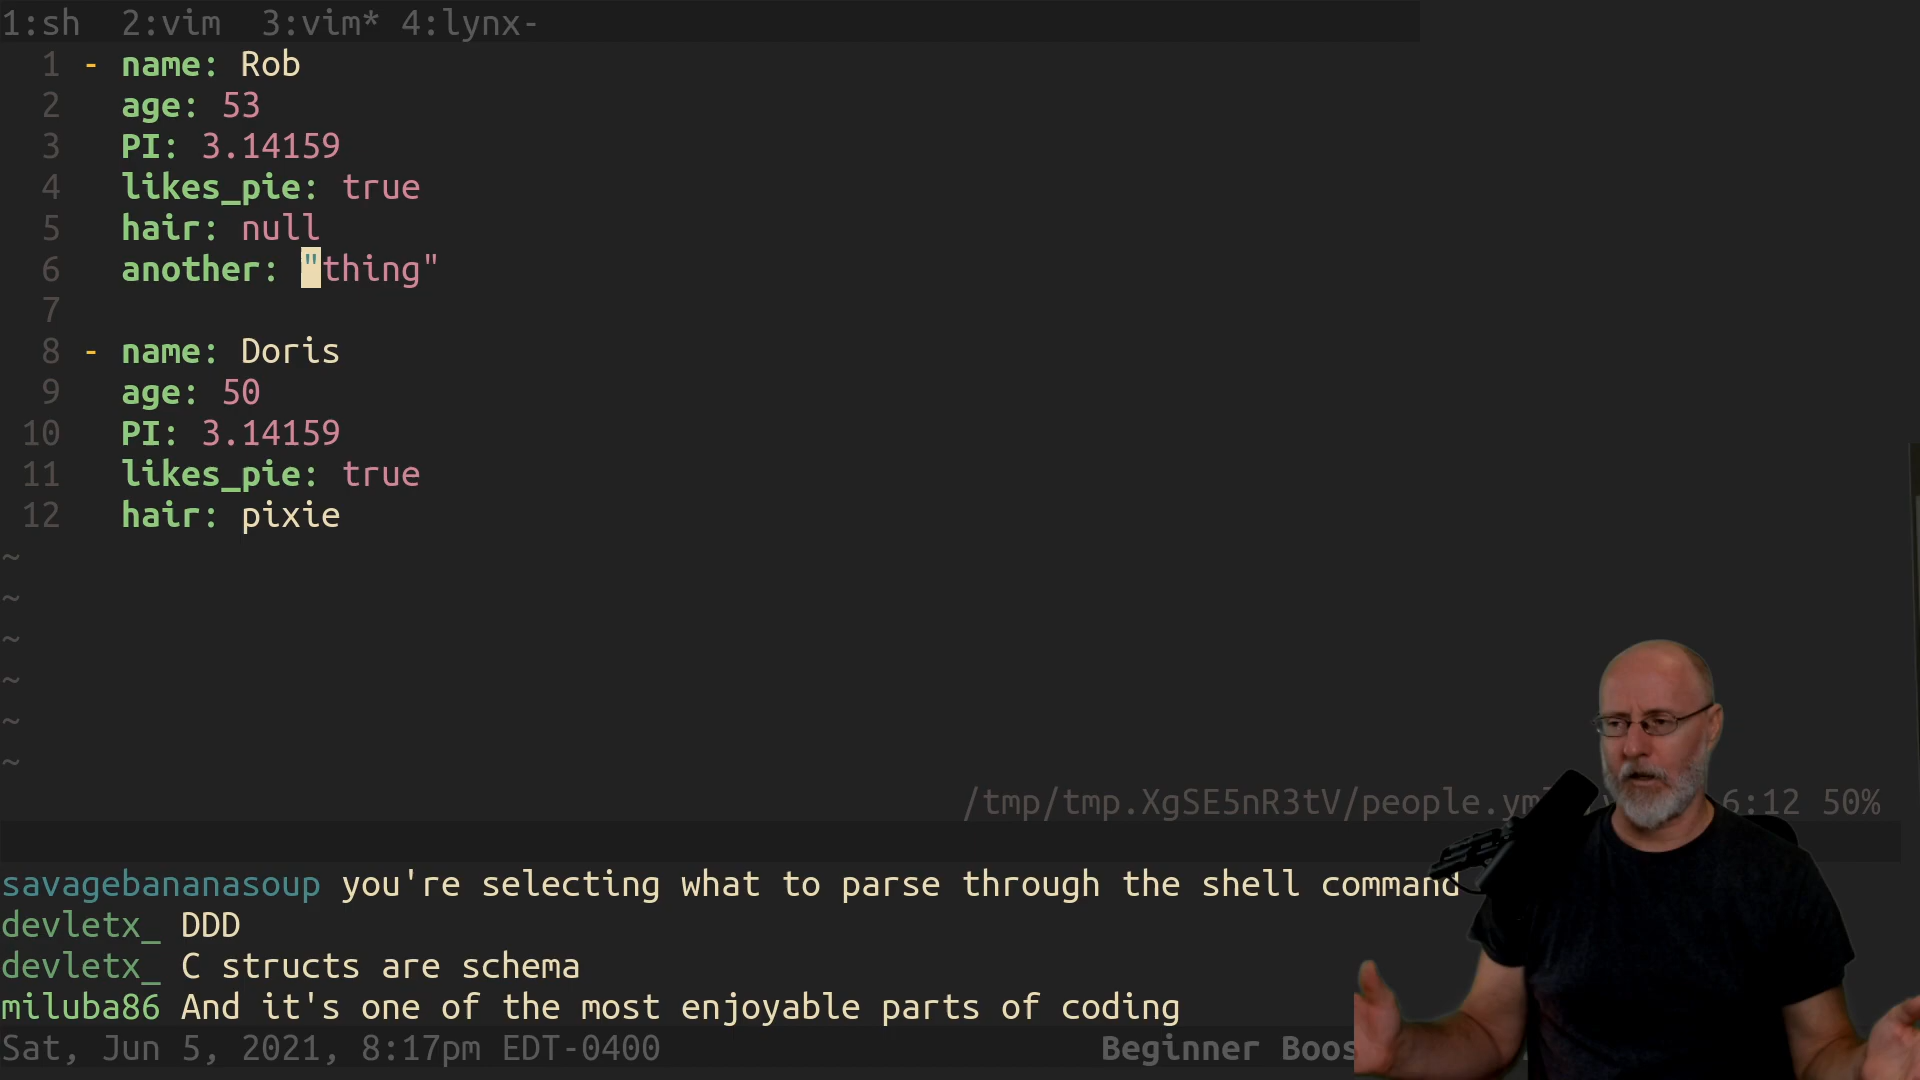 1:sh  2:vim  3:vim* 4:lynx-
1 - name: Rob
2   age: 53
3   PI: 3.14159
4   likes_pie: true
5   hair: null
6   another: "thing"
7
8 - name: Doris
9   age: 50
10   PI: 3.14159
11   likes_pie: true
12   hair: pixie
~
~
~
~
~
~
/tmp/tmp.XgSE5nR3tV/people.yml 6:12 50%
savagebananasoup you're selecting what to parse through the shell command
devletx_ DDD
devletx_ C structs are schema
miluba86 And it's one of the most enjoyable parts of coding
Sat, Jun 5, 2021, 8:17pm EDT-0400 Beginner